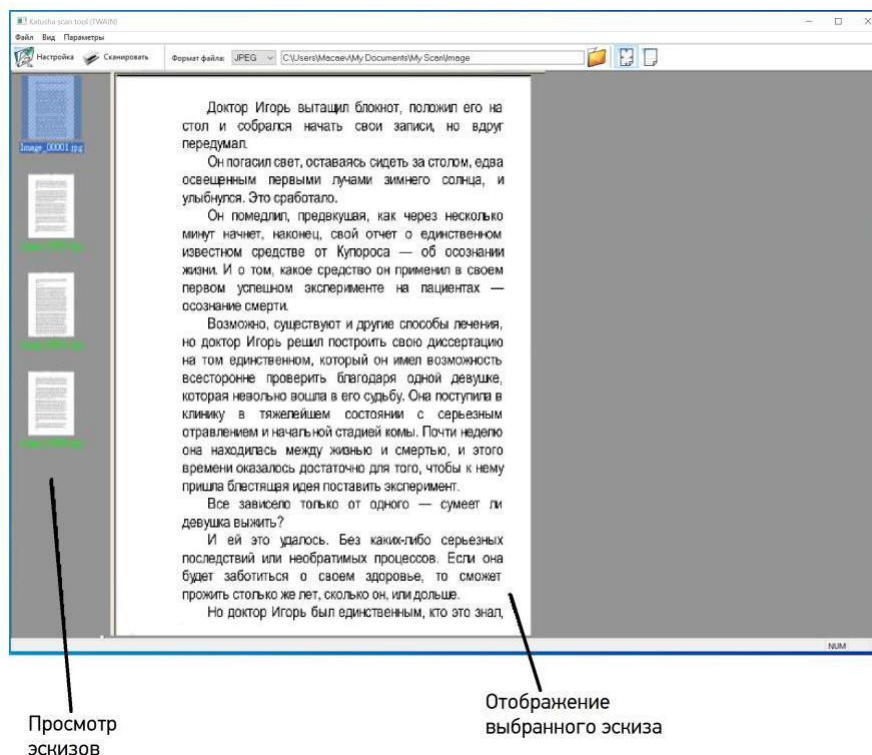 Katusha scan tool (TWAIN)
Файл Вид Параметры
Настройка Сканировать Формат файла: JPEG C:\Users\Macaev\My Documents\My Scan\Image
Image_00001.jpg
Доктор Игорь вытащил блокнот, положил его на
стол и собрался начать свои записи, но вдруг
передумал.
Он погасил свет, оставаясь сидеть за столом, едва
освещенным первыми лучами зимнего солнца, и
улыбнулся. Это сработало.
Он помедлил, предвкушая, как через несколько
минут начнет, наконец, свой отчет о единственном
известном средстве от Купороса — об осознании
жизни. И о том, какое средство он применил в своем
первом успешном эксперименте на пациентах —
осознание смерти.
Возможно, существуют и другие способы лечения,
но доктор Игорь решил построить свою диссертацию
на том единственном, который он имел возможность
всесторонне проверить благодаря одной девушке,
которая невольно вошла в его судьбу. Она поступила в
клинику в тяжелейшем состоянии с серьезным
отравлением и начальной стадией комы. Почти неделю
она находилась между жизнью и смертью, и этого
времени оказалось достаточно для того, чтобы к нему
пришла блестящая идея поставить эксперимент.
Все зависело только от одного — сумеет ли
девушка выжить?
И ей это удалось. Без каких-либо серьезных
последствий или необратимых процессов. Если она
будет заботиться о своем здоровье, то сможет
прожить столько же лет, сколько он, или дольше.
Но доктор Игорь был единственным, кто это знал,
NUM
Просмотр
эскизов
Отображение
выбранного эскиза